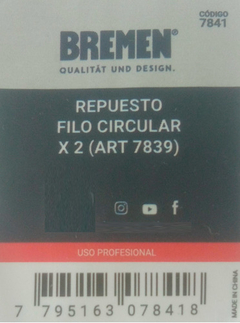 CÓDIGO
7841
BREMEN®
QUALITÄT UND DESIGN.
REPUESTO
FILO CIRCULAR
X 2 (ART 7839)
USO PROFESIONAL
7 795163 078418
MADE IN CHINA